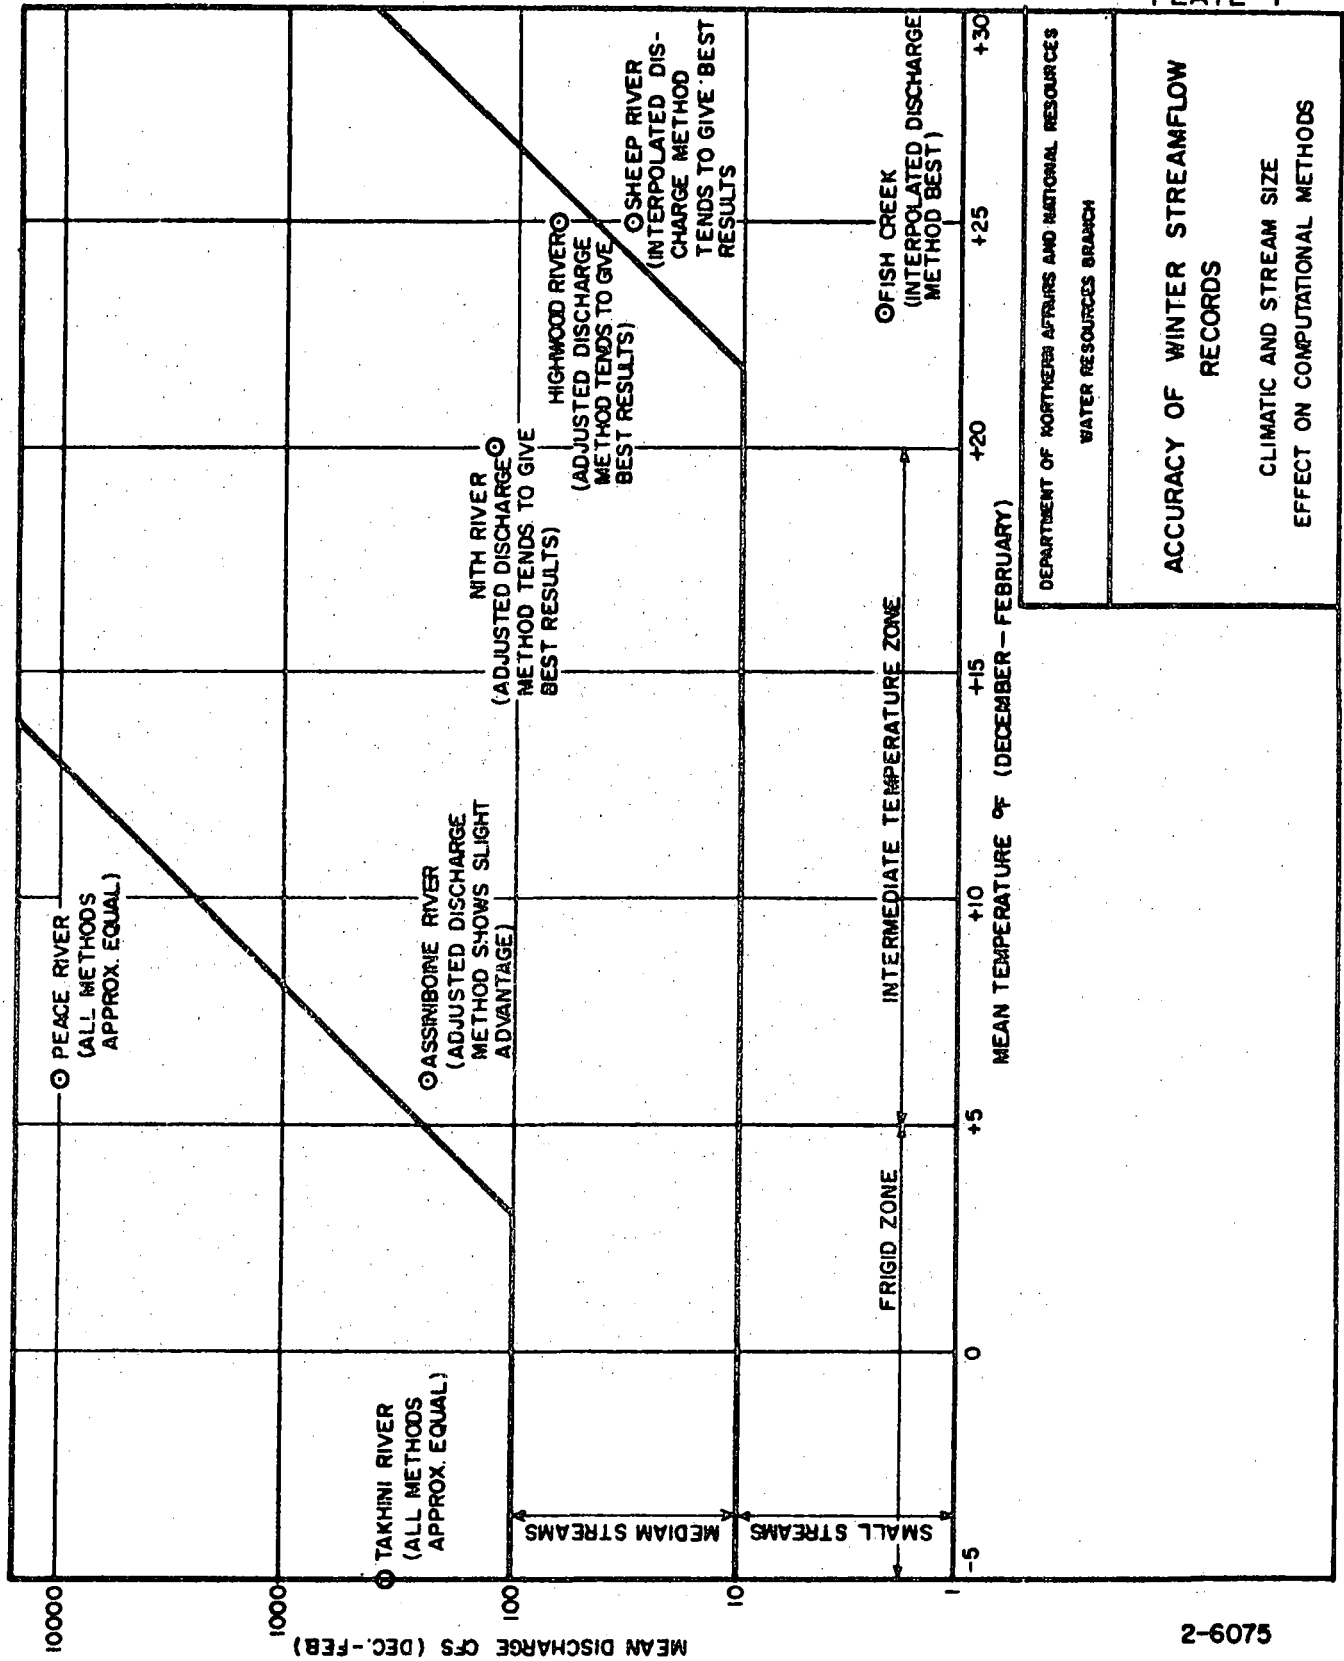 10000
1000
100
10
1
MEAN DISCHARGE CFS (DEC.-FEB)
PEACE RIVER
(ALL METHODS
APPROX. EQUAL)
TAKHINI RIVER
(ALL METHODS
APPROX. EQUAL)
ASSINIBOINE RIVER
(ADJUSTED DISCHARGE
METHOD SHOWS SLIGHT
ADVANTAGE)
NITH RIVER
(ADJUSTED DISCHARGE
METHOD TENDS TO GIVE
BEST RESULTS)
HIGHWOOD RIVER
(ADJUSTED DISCHARGE
METHOD TENDS TO GIVE
BEST RESULTS)
SHEEP RIVER
(INTERPOLATED DIS-
CHARGE METHOD
TENDS TO GIVE BEST
RESULTS
FISH CREEK
(INTERPOLATED DISCHARGE
METHOD BEST)
MEDIAM STREAMS
SMALL STREAMS
FRIGID ZONE
INTERMEDIATE TEMPERATURE ZONE
-5
0
+5
+10
+15
+20
+25
+30
MEAN TEMPERATURE °F (DECEMBER-FEBRUARY)
DEPARTMENT OF NORTHERN AFFAIRS AND NATIONAL RESOURCES
WATER RESOURCES BRANCH
ACCURACY OF WINTER STREAMFLOW
RECORDS
CLIMATIC AND STREAM SIZE
EFFECT ON COMPUTATIONAL METHODS
2-6075